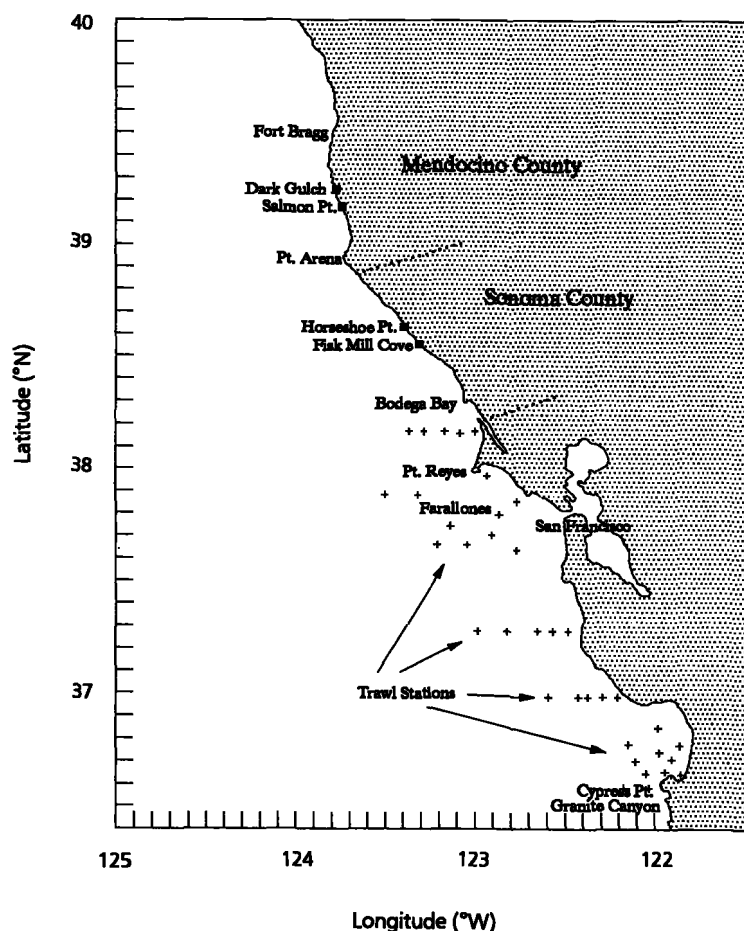 40
Fort Bragg
Mendocino County
Dark Gulch
Salmon Pt.
39
Pt. Arena
Sonoma County
Horseshoe Pt.
Fisk Mill Cove
Latitude (°N)
Bodega Bay
38
Pt. Reyes
Farallones
San Francisco
37
Trawl Stations
Cypress Pt.
Granite Canyon
125
124
123
122
Longitude (°W)